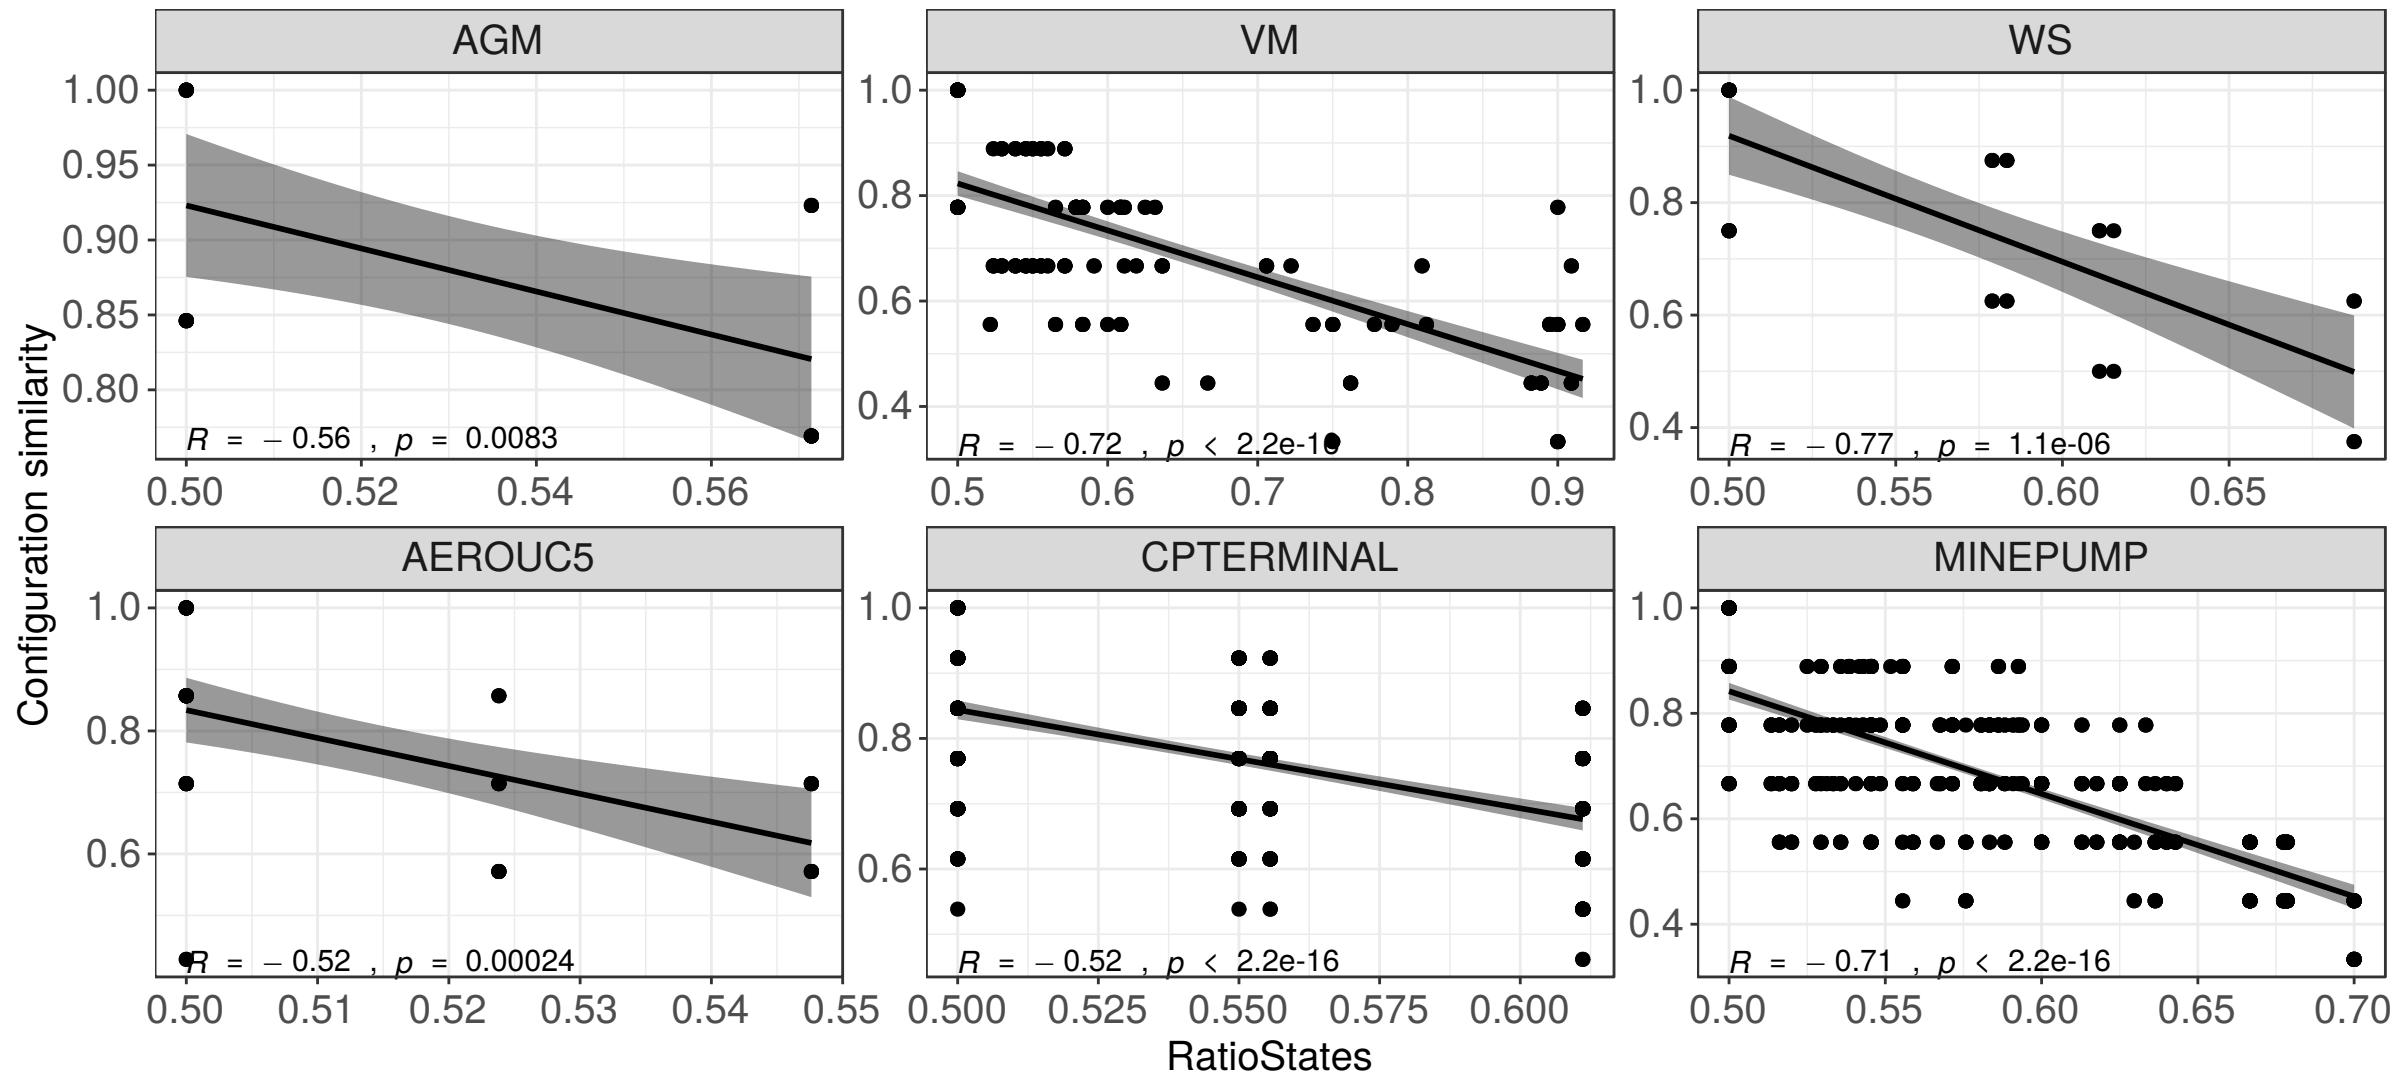 AGM VM WS
Configuration similarity
1.00
0.95
0.90
0.85
0.80
R = − 0.56 , p = 0.0083
0.50 0.52 0.54 0.56
1.0
0.8
0.6
0.4
R = − 0.72 , p < 2.2e-16
0.5 0.6 0.7 0.8 0.9
1.0
0.8
0.6
0.4
R = − 0.77 , p = 1.1e-06
0.50 0.55 0.60 0.65
AEROUC5 CPTERMINAL MINEPUMP
1.0
0.8
0.6
R = − 0.52 , p = 0.00024
0.50 0.51 0.52 0.53 0.54 0.55
1.0
0.8
0.6
R = − 0.52 , p < 2.2e-16
0.500 0.525 0.550 0.575 0.600
1.0
0.8
0.6
0.4
R = − 0.71 , p < 2.2e-16
0.50 0.55 0.60 0.65 0.70
RatioStates